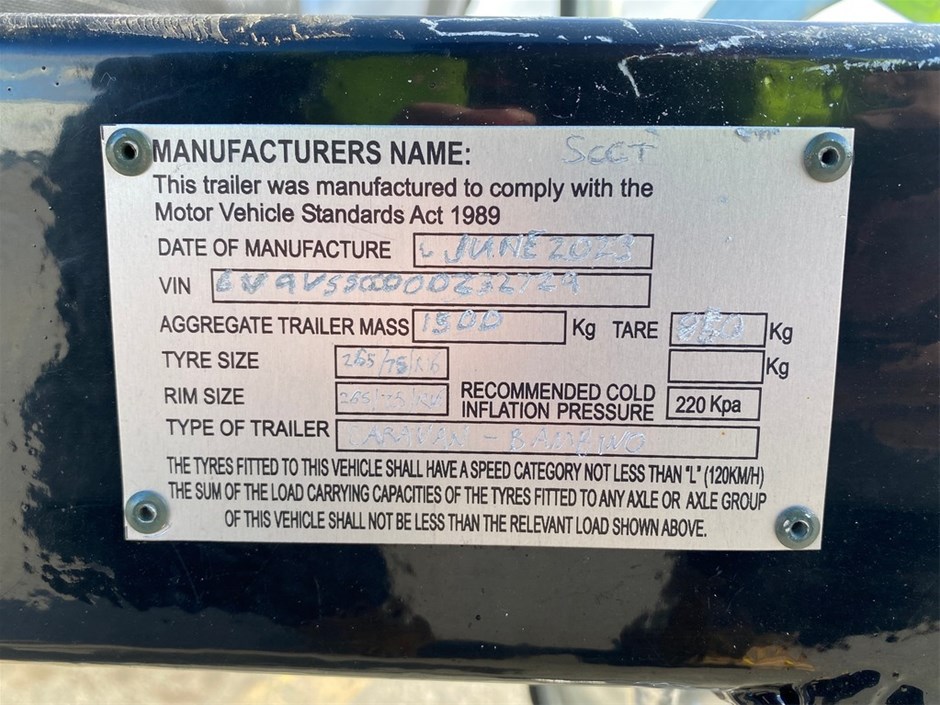 MANUFACTURERS NAME:
This trailer was manufactured to comply with the
Motor Vehicle Standards Act 1989
DATE OF MANUFACTURE JUNE 2023
VIN
AGGREGATE TRAILER MASS 1500 Kg TARE 850 Kg
TYRE SIZE 265/75/R16 Kg
RIM SIZE 265/75/R16 RECOMMENDED COLD
INFLATION PRESSURE 220 Kpa
TYPE OF TRAILER CARAVAN -
THE TYRES FITTED TO THIS VEHICLE SHALL HAVE A SPEED CATEGORY NOT LESS THAN "L" (120KM/H)
THE SUM OF THE LOAD CARRYING CAPACITIES OF THE TYRES FITTED TO ANY AXLE OR AXLE GROUP
OF THIS VEHICLE SHALL NOT BE LESS THAN THE RELEVANT LOAD SHOWN ABOVE.